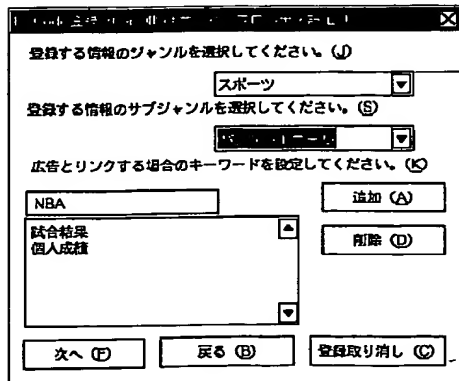 登録する情報のジャンルを選択してください。(J)
スポーツ
登録する情報のサブジャンルを選択してください。(S)
広告とリンクする場合のキーワードを設定してください。(K)
NBA
追加 (A)
試合結果
個人成績
削除 (D)
次へ (F)
戻る (B)
登録取り消し (C)